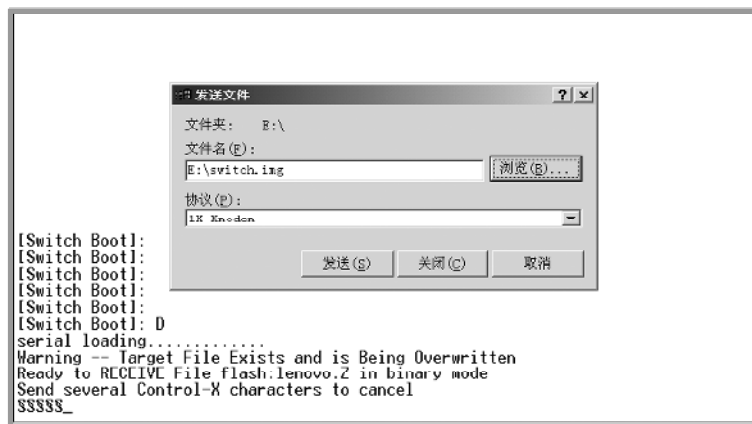 发送文件
文件夹: E:\
文件名(F):
E:\switch.img
浏览(B)...
协议(P):
1K Xmodem
发送(S) 关闭(C) 取消
[Switch Boot]:
[Switch Boot]:
[Switch Boot]:
[Switch Boot]:
[Switch Boot]:
[Switch Boot]: D
serial loading.............
Warning -- Target File Exists and is Being Overwritten
Ready to RECEIVE File flash:lenovo.Z in binary mode
Send several Control-X characters to cancel
§§§§§_